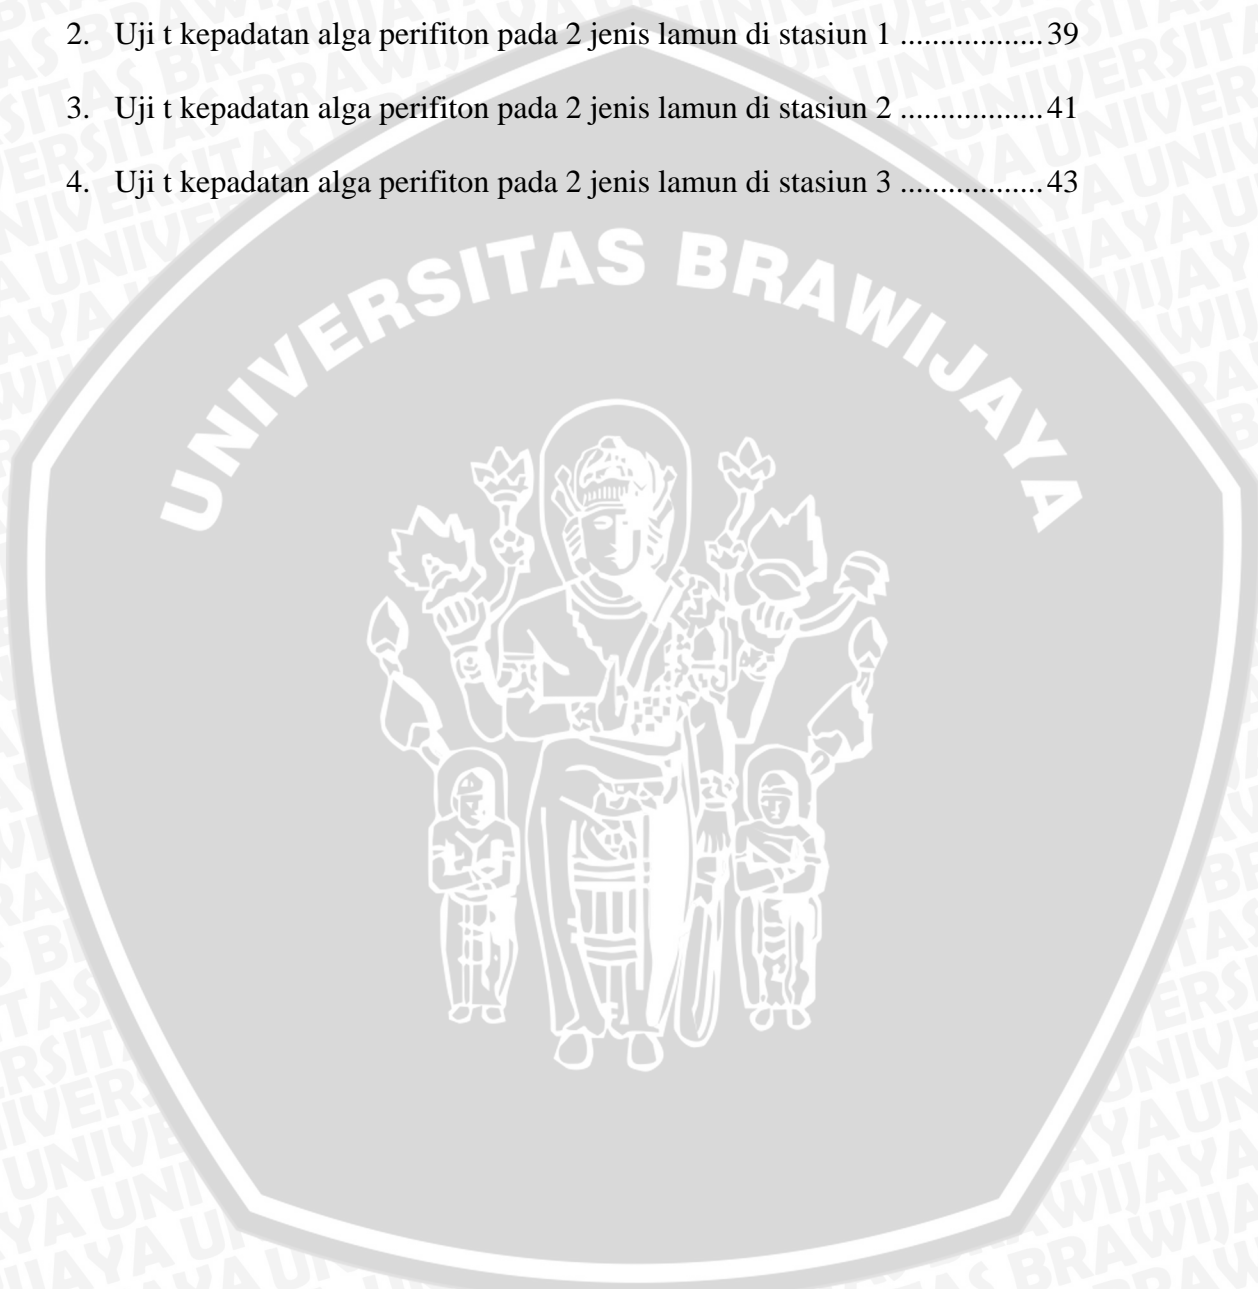 2. Uji t kepadatan alga perifiton pada 2 jenis lamun di stasiun 1 .................39
3. Uji t kepadatan alga perifiton pada 2 jenis lamun di stasiun 2 .................41
4. Uji t kepadatan alga perifiton pada 2 jenis lamun di stasiun 3 .................43
UNIVERSITAS BRAWIJAYA